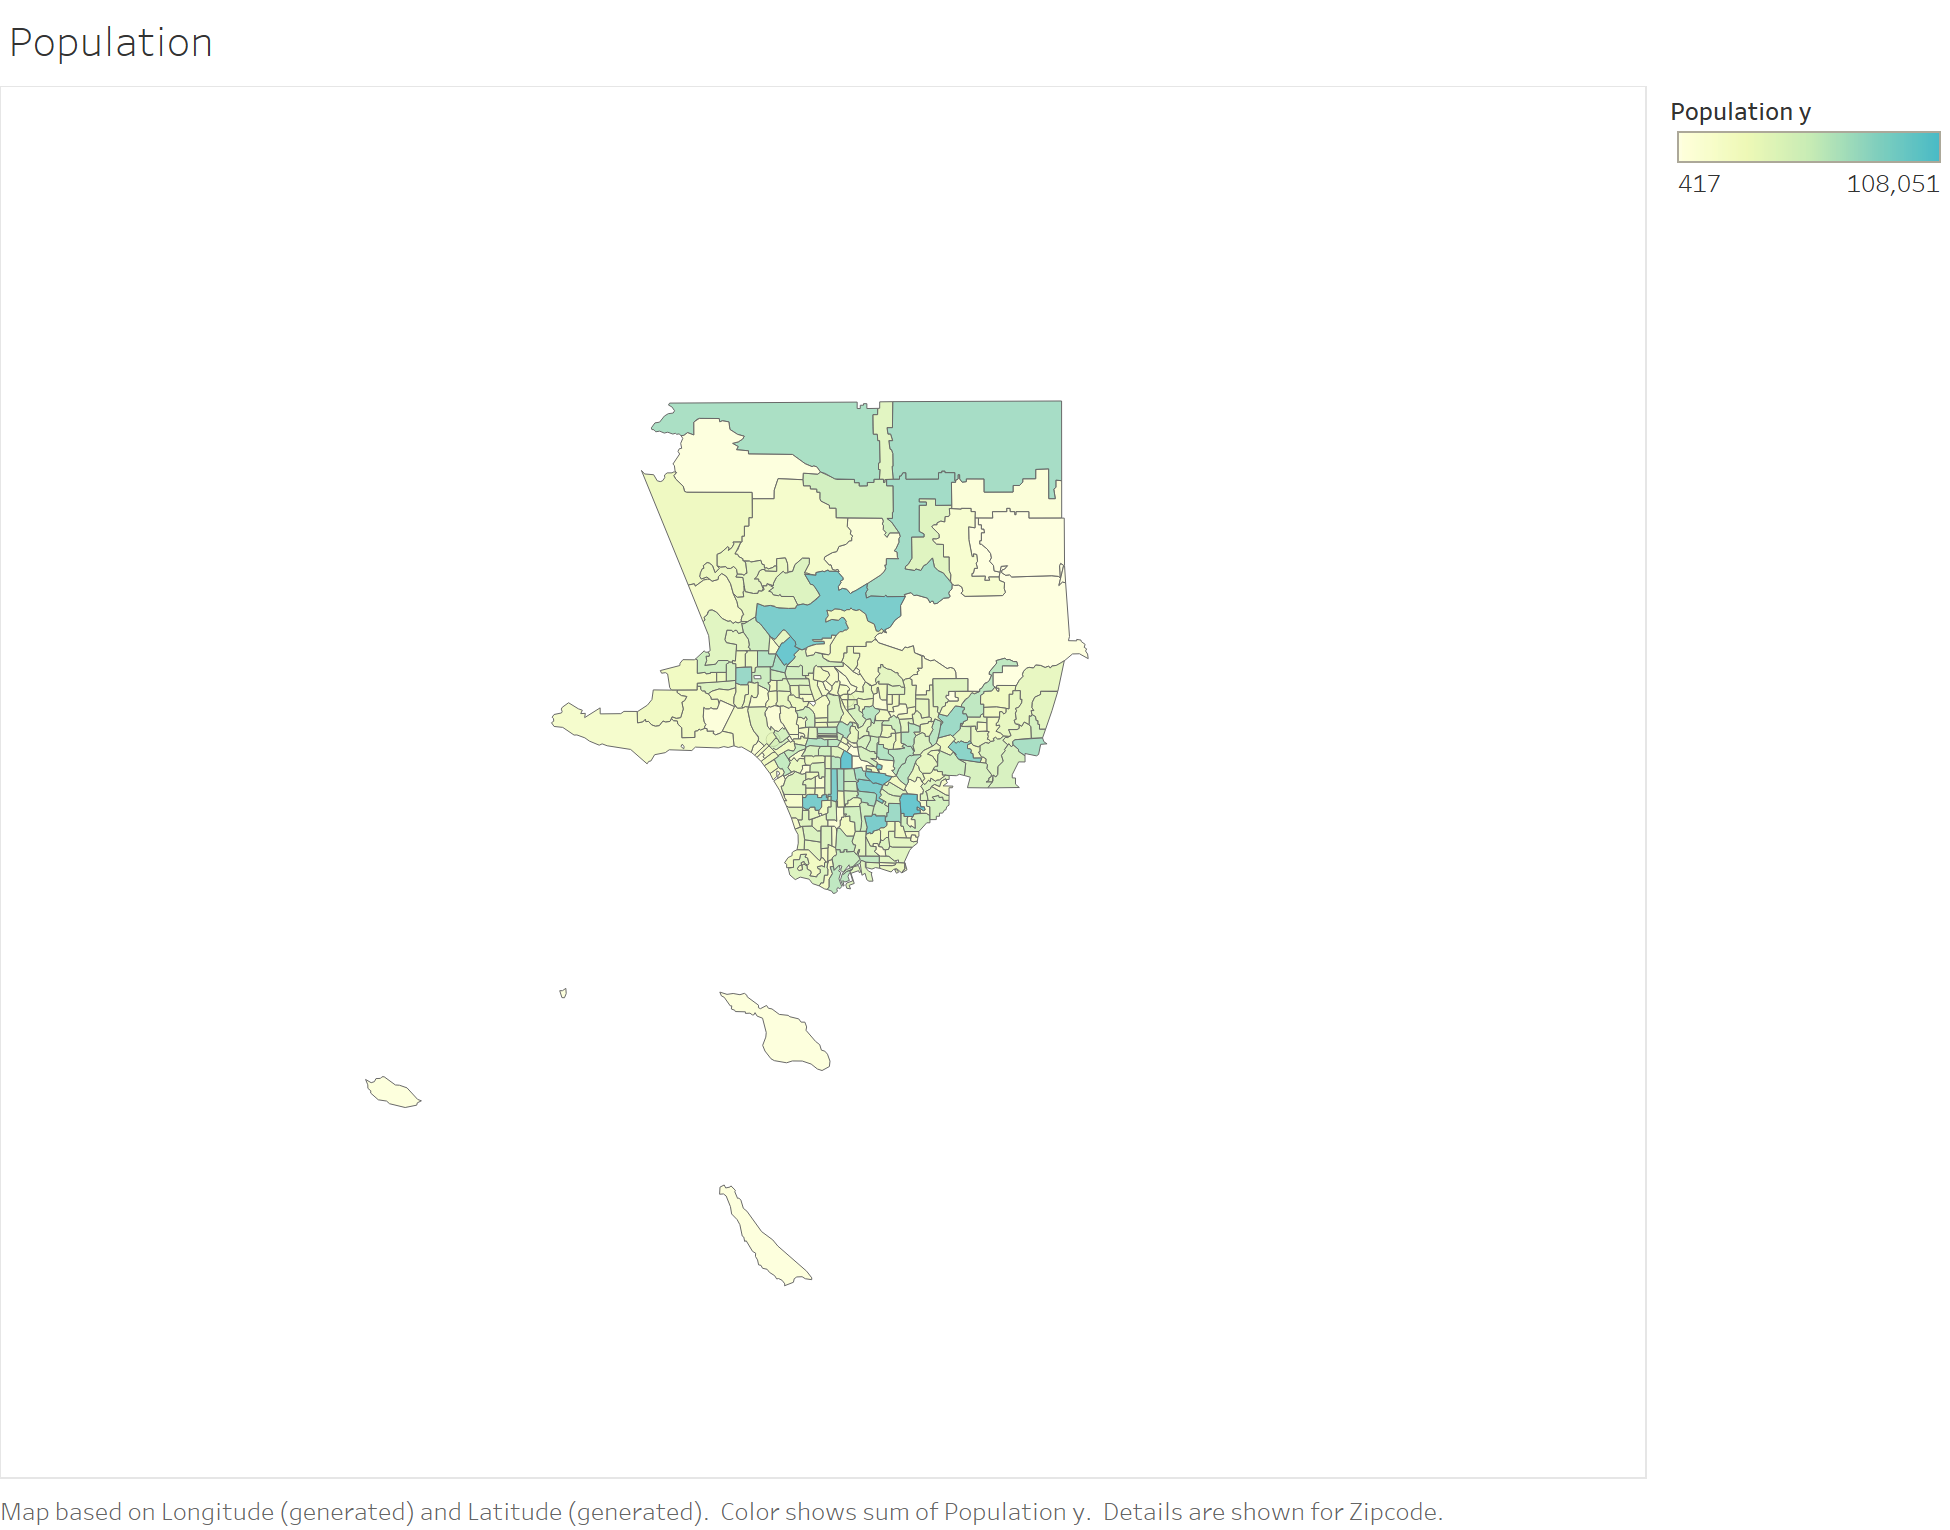 Population
Population y
417 108,051
Map based on Longitude (generated) and Latitude (generated).  Color shows sum of Population y.  Details are shown for Zipcode.